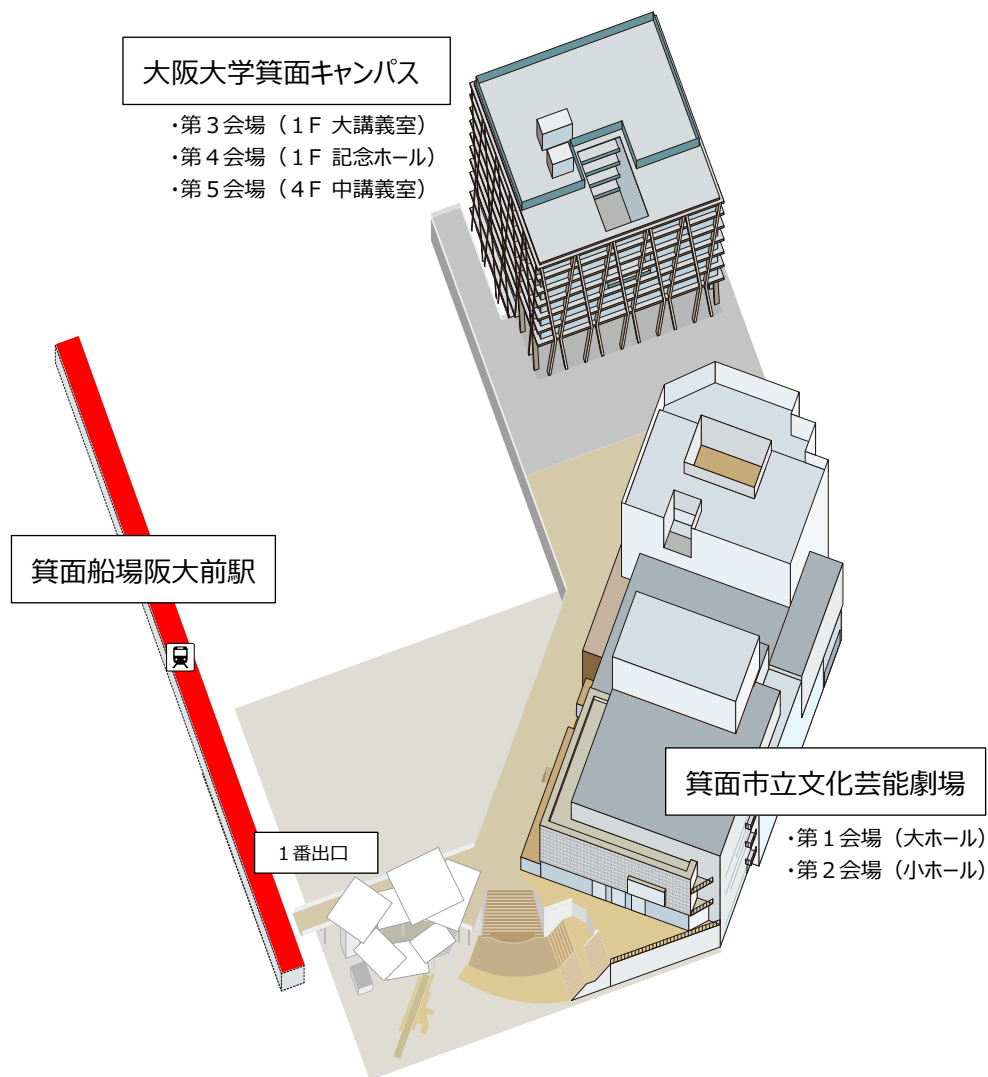 大阪大学箕面キャンパス
・第３会場（１F 大講義室）
・第４会場（１F 記念ホール）
・第５会場（４F 中講義室）
箕面船場阪大前駅
箕面市立文化芸能劇場
・第１会場（大ホール）
・第２会場（小ホール）
１番出口